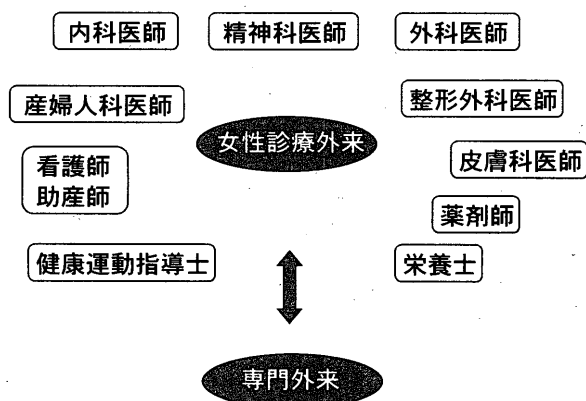 内科医師
精神科医師
外科医師
産婦人科医師
整形外科医師
女性診療外来
看護師
助産師
皮膚科医師
薬剤師
健康運動指導士
栄養士
専門外来